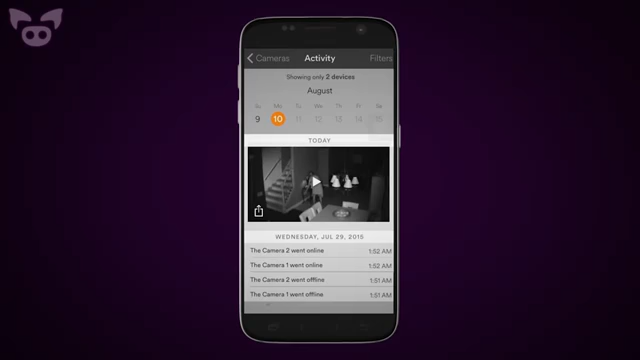 Cameras Activity Filters
Showing only 2 devices
August
Su Mo Tu We Th Fr Sa
9 10 11 12 13 14 15
TODAY
WEDNESDAY, JUL 29, 2015
The Camera 2 went online 1:52 AM
The Camera 1 went online 1:52 AM
The Camera 2 went offline 1:51 AM
The Camera 1 went offline 1:51 AM